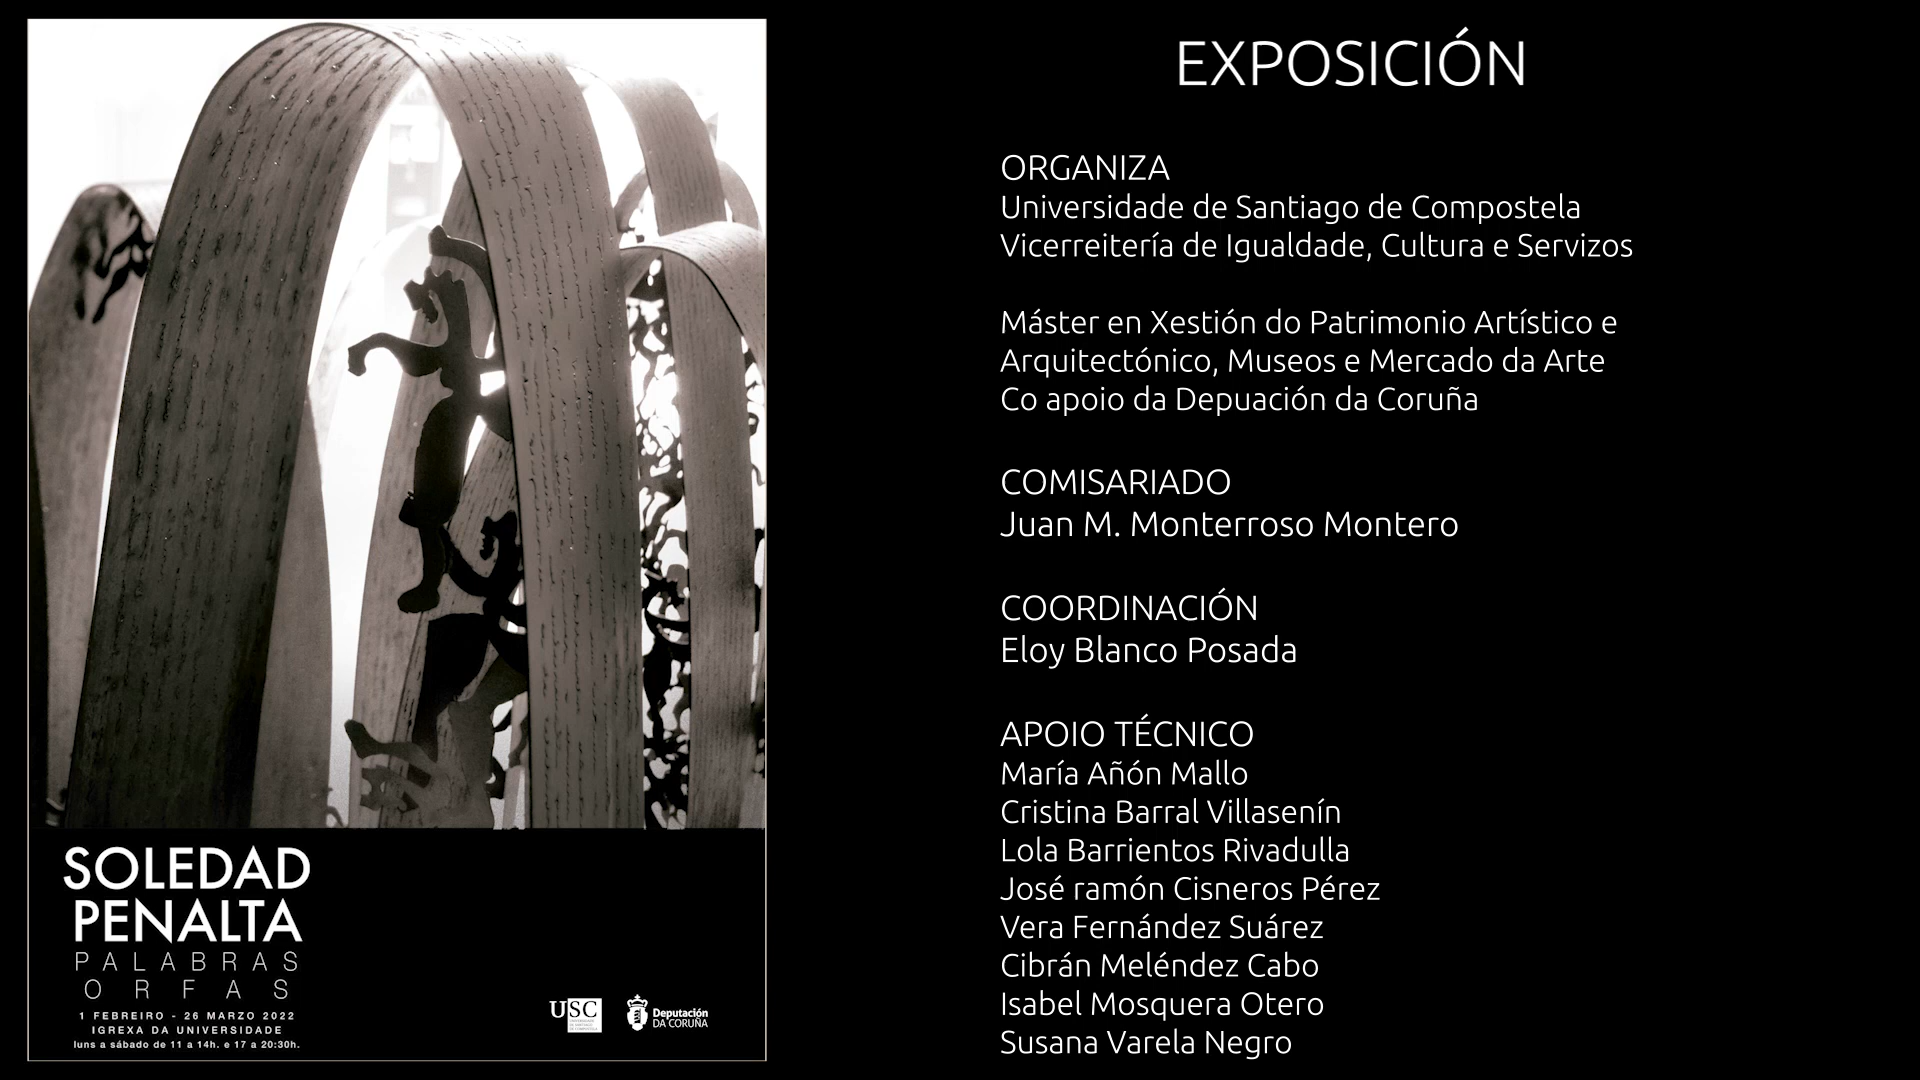 SOLEDAD
PENALTA
PALABRAS
ORFAS
1 FEBREIRO - 26 MARZO 2022
IGREXA DA UNIVERSIDADE
luns a sábado de 11 a 14h. e 17 a 20:30h.
USC
Deputación
DA CORUÑA
EXPOSICIÓN
ORGANIZA
Universidade de Santiago de Compostela
Vicerreitería de Igualdade, Cultura e Servizos
Máster en Xestión do Patrimonio Artístico e
Arquitectónico, Museos e Mercado da Arte
Co apoio da Depuación da Coruña
COMISARIADO
Juan M. Monterroso Montero
COORDINACIÓN
Eloy Blanco Posada
APOIO TÉCNICO
María Añón Mallo
Cristina Barral Villasenín
Lola Barrientos Rivadulla
José ramón Cisneros Pérez
Vera Fernández Suárez
Cibrán Meléndez Cabo
Isabel Mosquera Otero
Susana Varela Negro